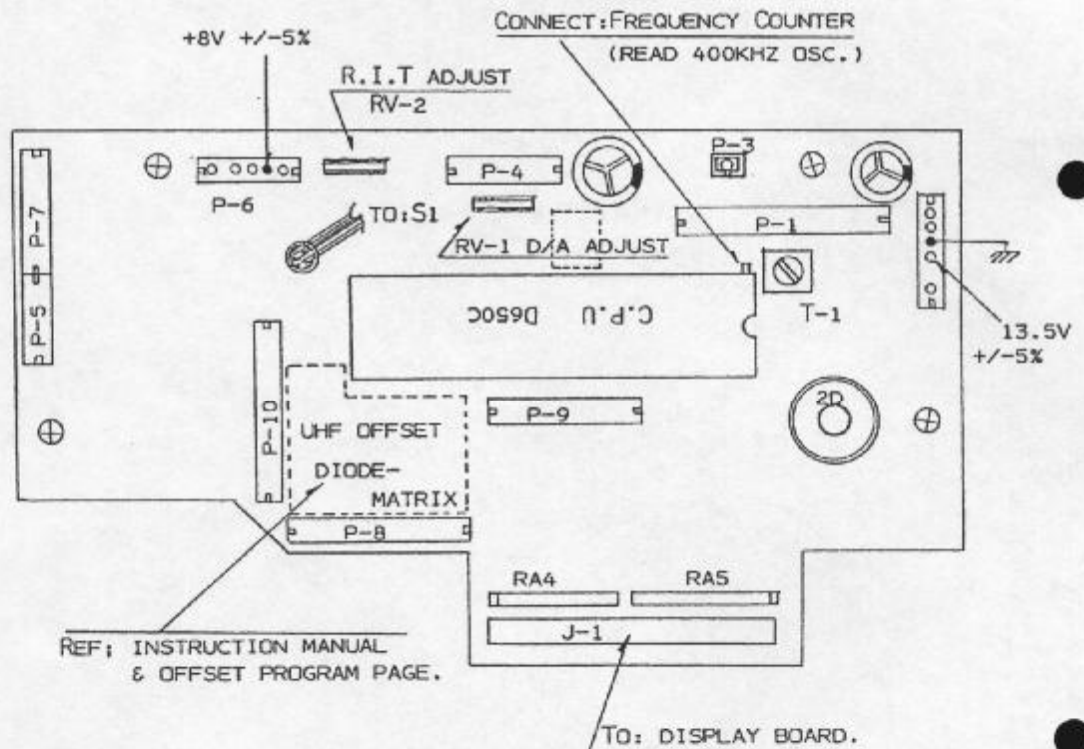 CONNECT:FREQUENCY COUNTER
(READ 400KHZ OSC.)
+8V +/-5%
R.I.T ADJUST
RV-2
P-3
P-4
P-7
P-6
TO:S1
P-1
RV-1 D/A ADJUST
C.P.U D650C
T-1
P-5
13.5V
+/-5%
2D
P-9
P-10
UHF OFFSET
DIODE-
MATRIX
P-8
RA4
RA5
J-1
REF; INSTRUCTION MANUAL
& OFFSET PROGRAM PAGE.
TO: DISPLAY BOARD.